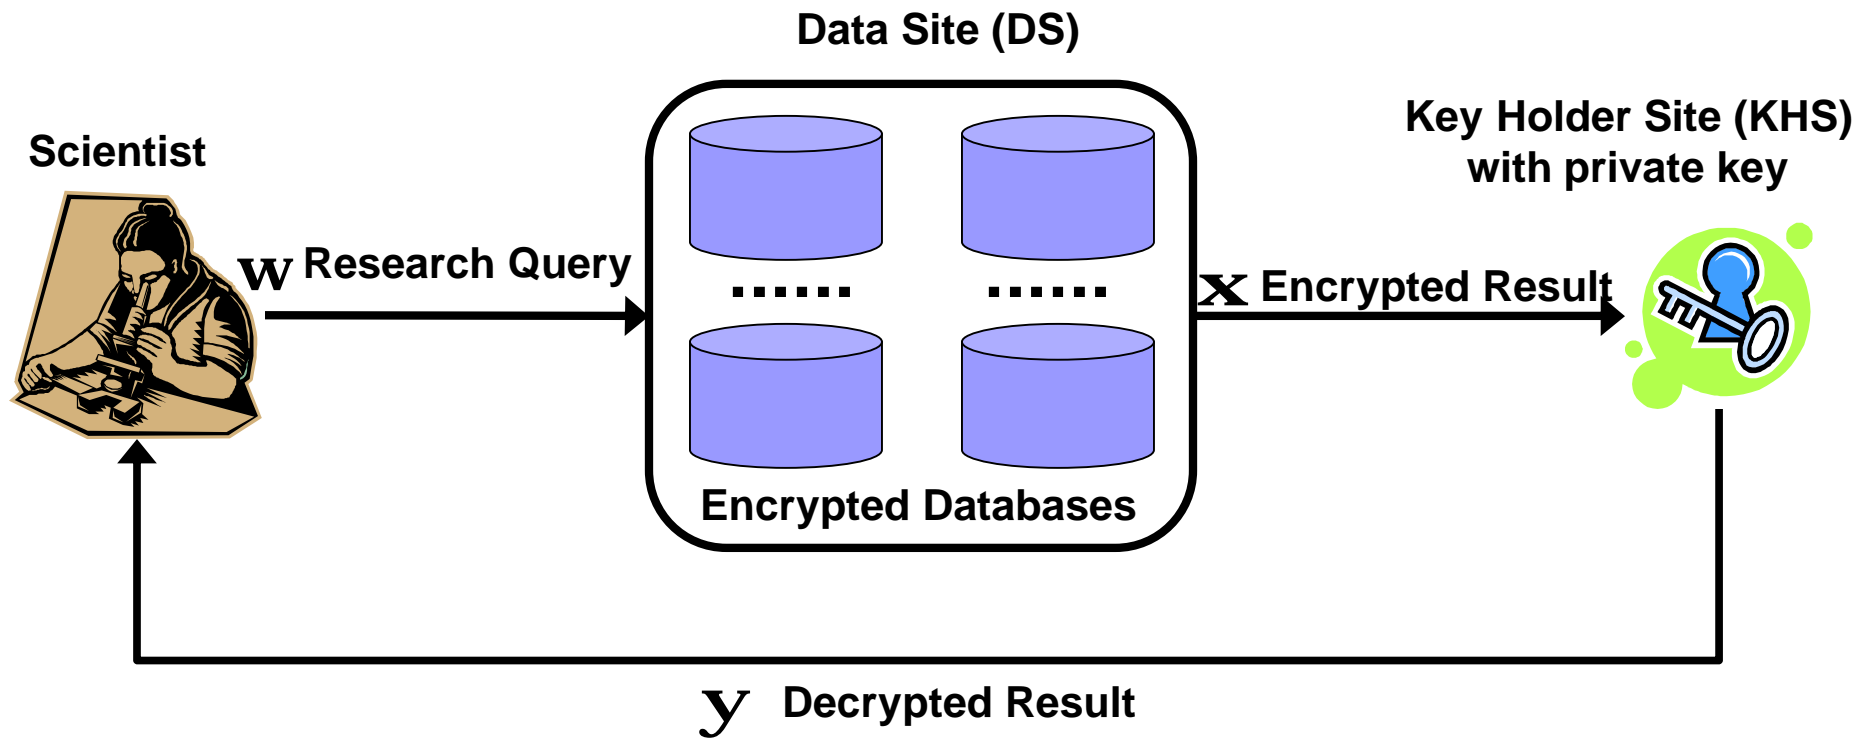 Data Site (DS)
Scientist
Key Holder Site (KHS)
with private key
w Research Query
x Encrypted Result
Encrypted Databases
y Decrypted Result